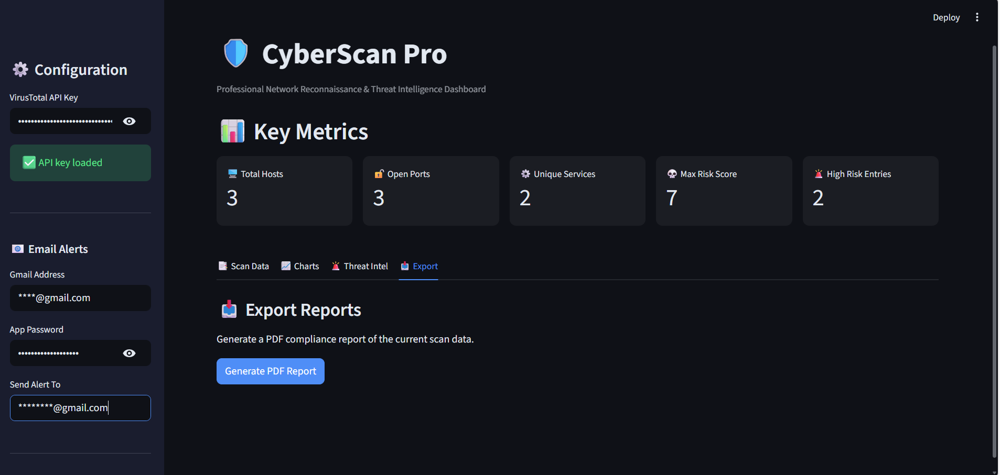 Deploy
Configuration
VirusTotal API Key
••••••••••••••••••••••••••••••
API key loaded
Email Alerts
Gmail Address
****@gmail.com
App Password
•••••••••••••••••••
Send Alert To
********@gmail.com
CyberScan Pro
Professional Network Reconnaissance & Threat Intelligence Dashboard
Key Metrics
Total Hosts
3
Open Ports
3
Unique Services
2
Max Risk Score
7
High Risk Entries
2
Scan Data
Charts
Threat Intel
Export
Export Reports
Generate a PDF compliance report of the current scan data.
Generate PDF Report